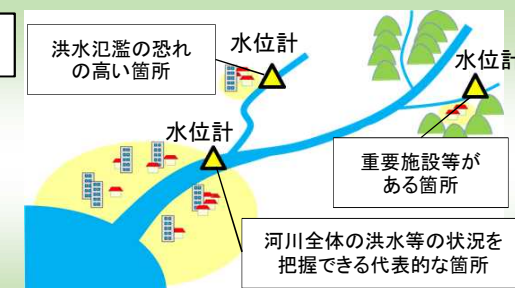 洪水氾濫の恐れ
の高い箇所
水位計
水位計
水位計
重要施設等が
ある箇所
河川全体の洪水等の状況を
把握できる代表的な箇所